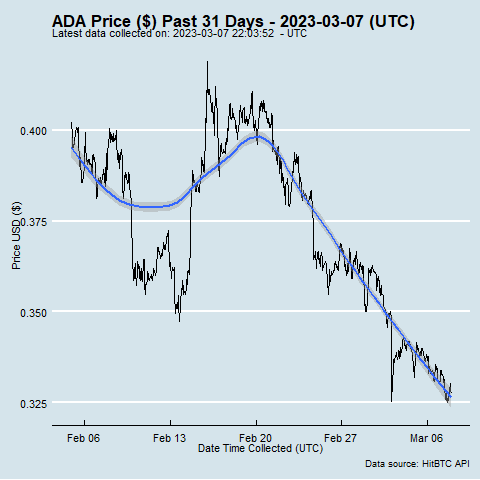 ADA Price ($) Past 31 Days - 2023-03-07 (UTC)
Latest data collected on: 2023-03-07 22:03:52 - UTC
0.400
0.375
0.350
0.325
Price USD ($)
Feb 06 Feb 13 Feb 20 Feb 27 Mar 06
Date Time Collected (UTC)
Data source: HitBTC API